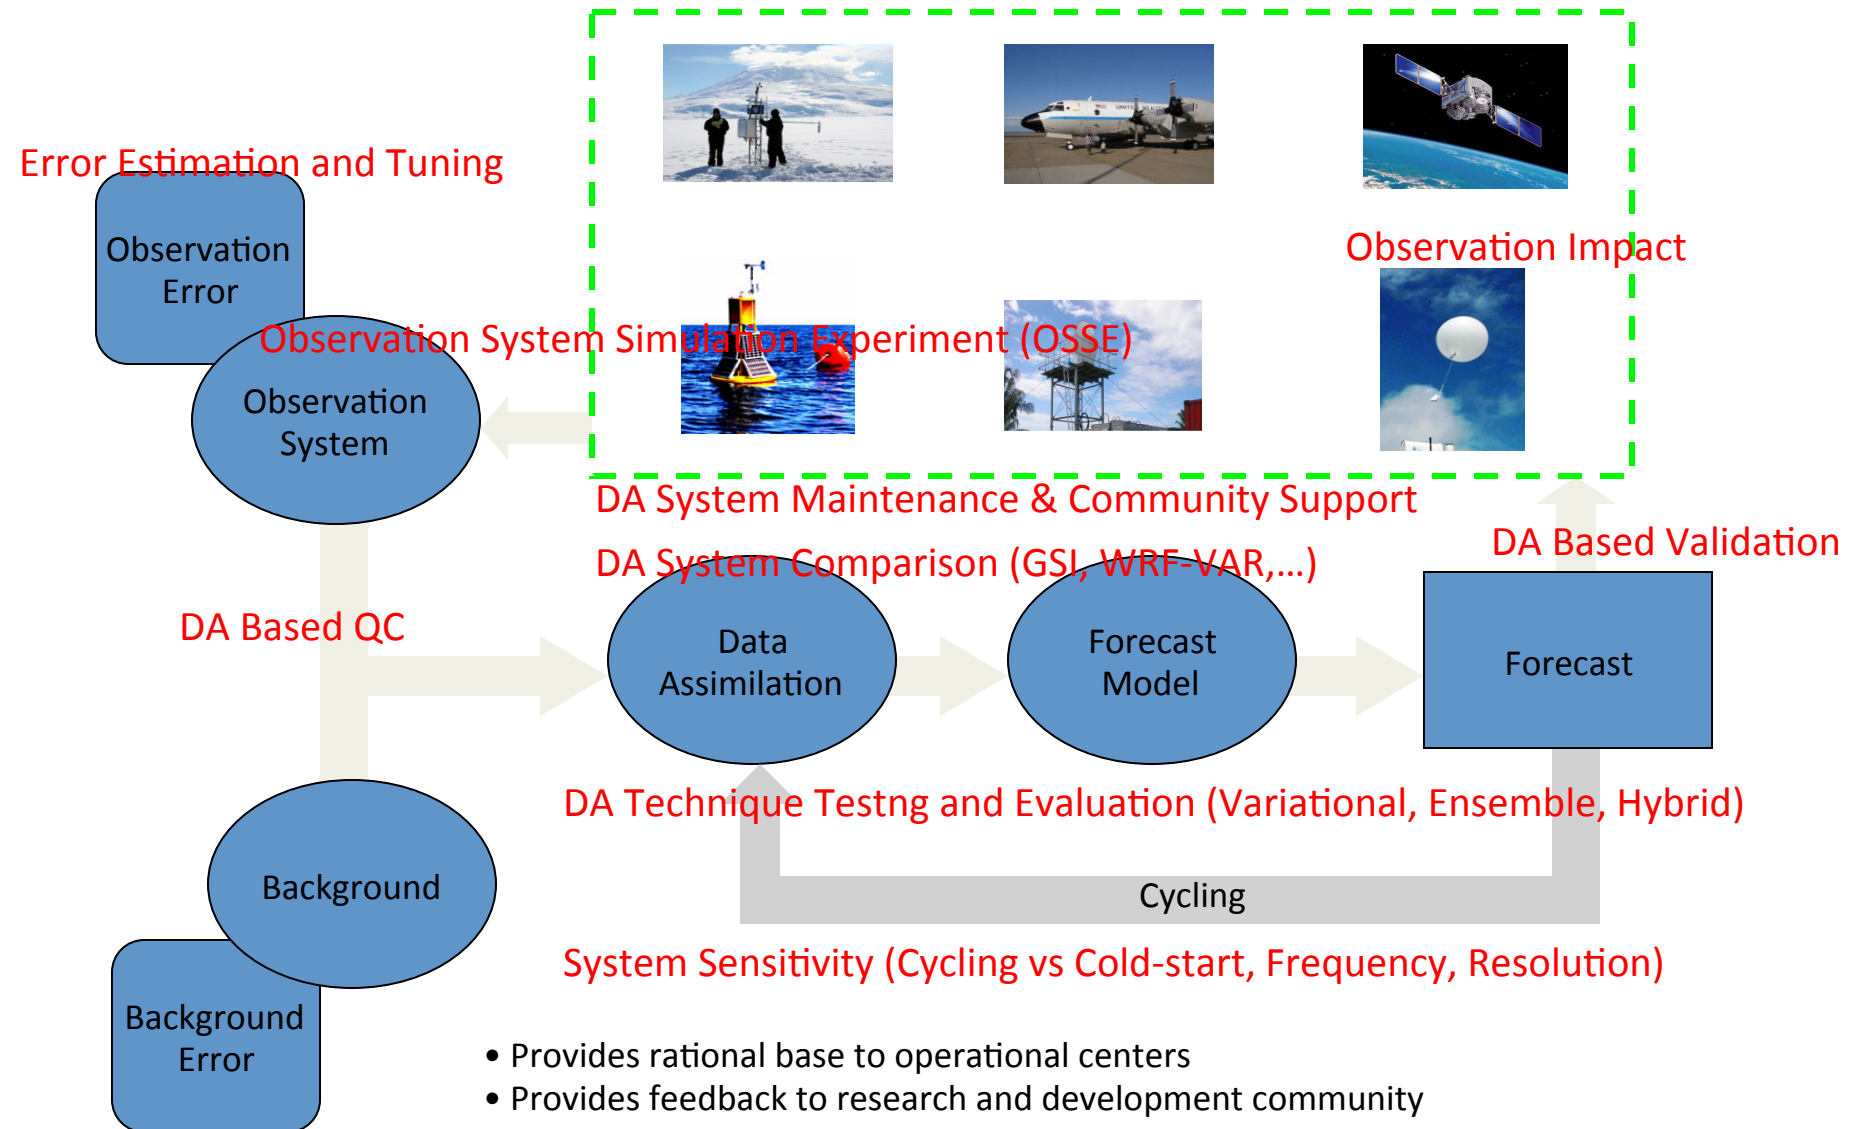 Error Estimation and Tuning
Observation
Error
Observation Impact
Observation System Simulation Experiment (OSSE)
Observation
System
DA System Maintenance & Community Support
DA Based Validation
DA System Comparison (GSI, WRF-VAR,...)
DA Based QC
Data
Assimilation
Forecast
Model
Forecast
DA Technique Testng and Evaluation (Variational, Ensemble, Hybrid)
Background
Cycling
System Sensitivity (Cycling vs Cold-start, Frequency, Resolution)
Background
Error
• Provides rational base to operational centers
• Provides feedback to research and development community